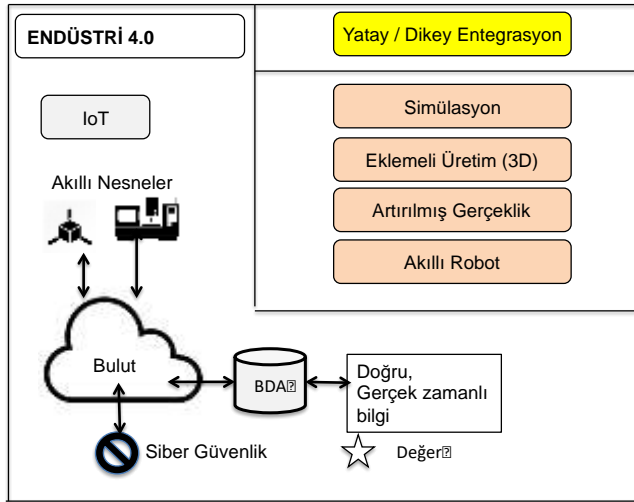 ENDÜSTRİ 4.0
Yatay / Dikey Entegrasyon
IoT
Simülasyon
Eklemeli Üretim (3D)
Artırılmış Gerçeklik
Akıllı Robot
Akıllı Nesneler
Bulut
BDA
Doğru,
Gerçek zamanlı
bilgi
Siber Güvenlik
Değer